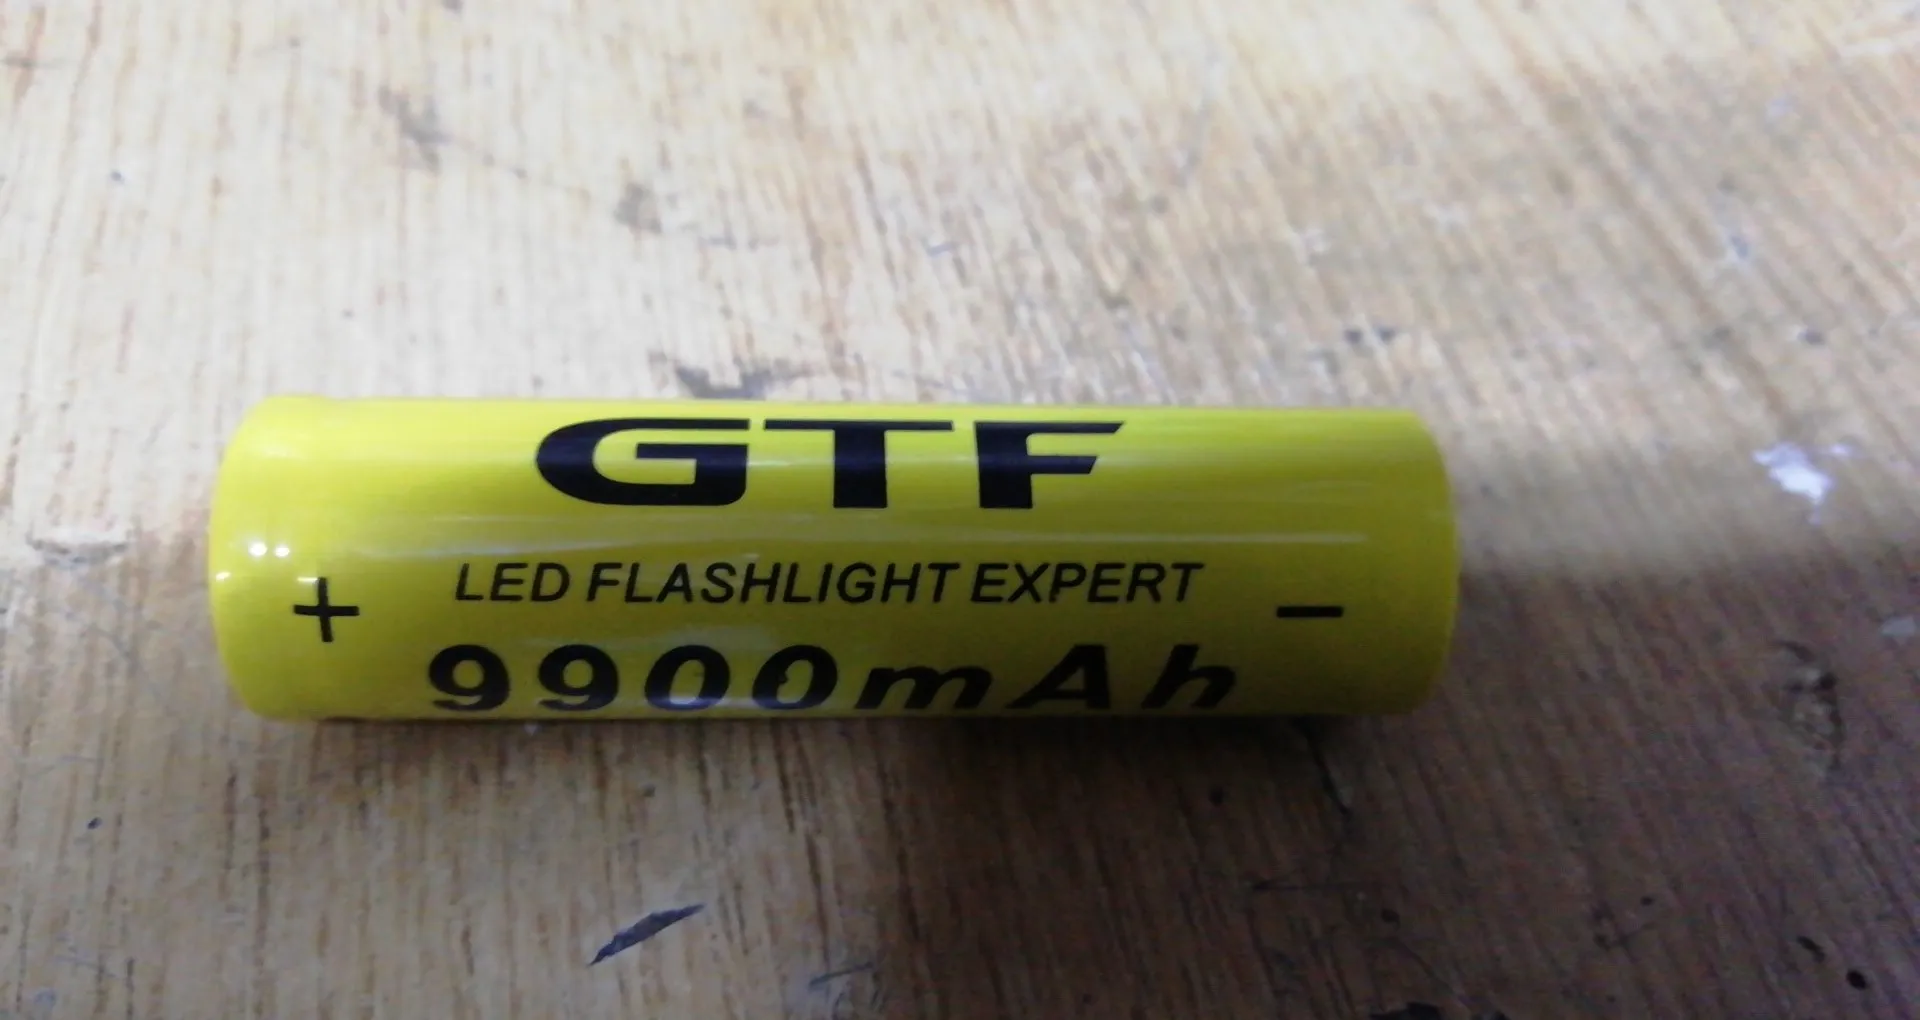 GTF
LED FLASHLIGHT EXPERT
+ −
9900mAh